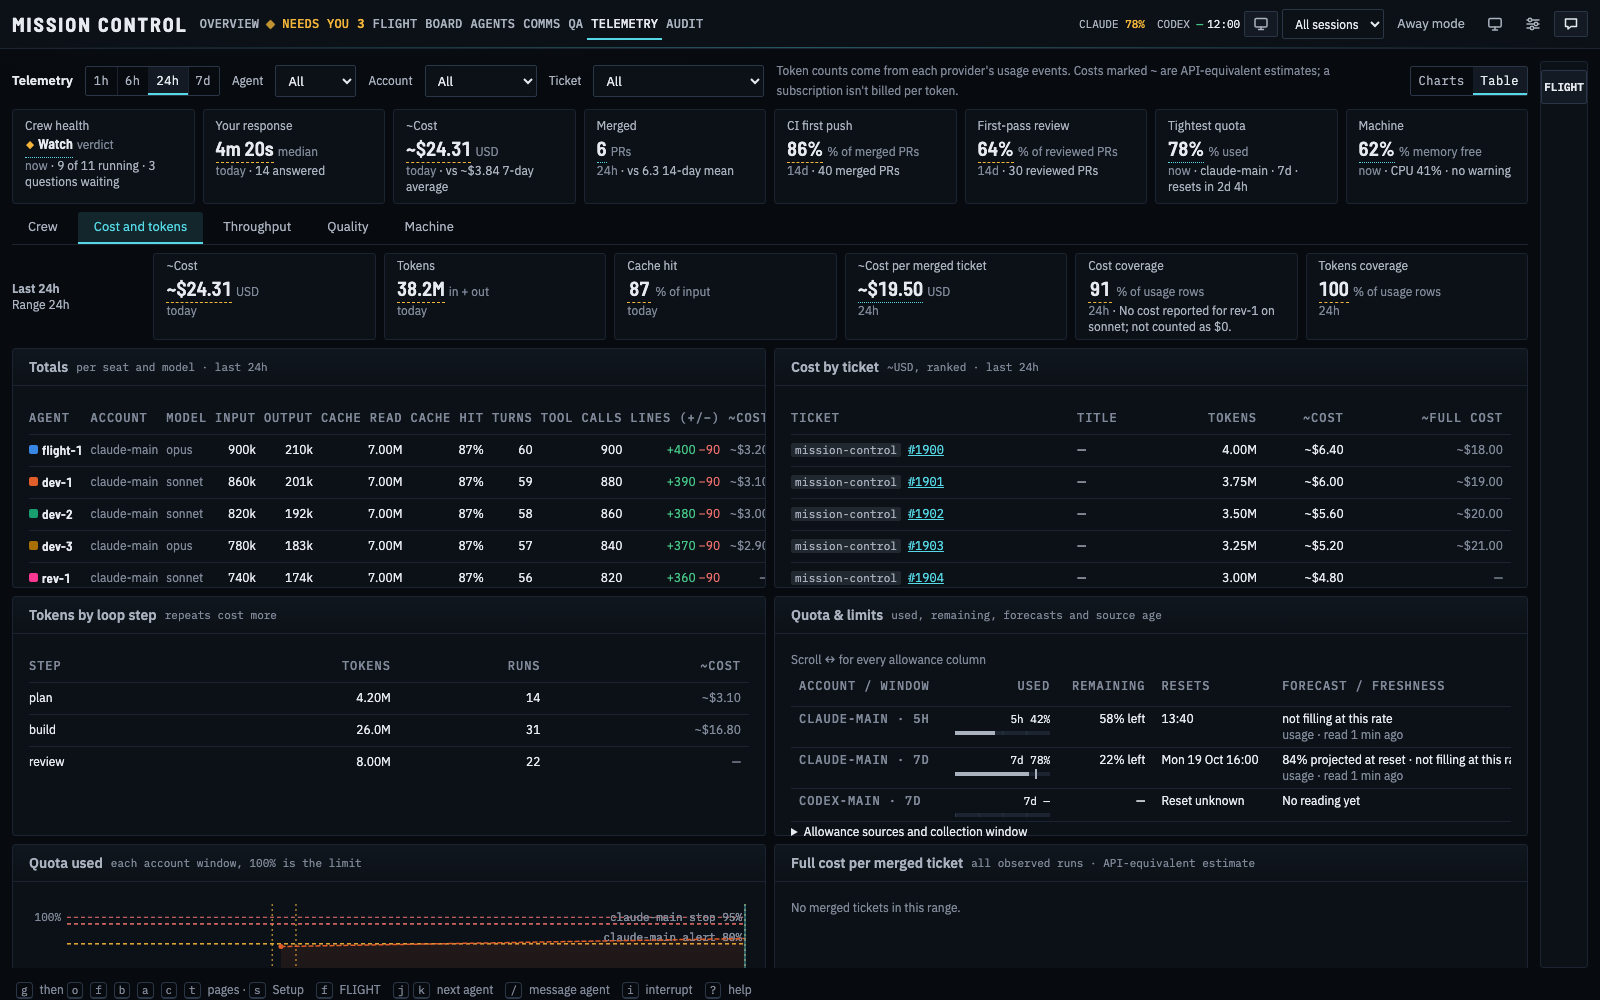 MISSION CONTROL OVERVIEW ◆ NEEDS YOU 3 FLIGHT BOARD AGENTS COMMS QA TELEMETRY AUDIT CLAUDE 78% CODEX — 12:00 All sessions Away mode
Telemetry 1h 6h 24h 7d Agent All Account All Ticket All
Token counts come from each provider's usage events. Costs marked ~ are API-equivalent estimates; a
subscription isn't billed per token.
Charts Table
FLIGHT
Crew health
◆ Watch verdict
now · 9 of 11 running · 3
questions waiting
Your response
4m 20s median
today · 14 answered
~Cost
~$24.31 USD
today · vs ~$3.84 7-day
average
Merged
6 PRs
24h · vs 6.3 14-day mean
CI first push
86% % of merged PRs
14d · 40 merged PRs
First-pass review
64% % of reviewed PRs
14d · 30 reviewed PRs
Tightest quota
78% % used
now · claude-main · 7d ·
resets in 2d 4h
Machine
62% % memory free
now · CPU 41% · no warning
Crew Cost and tokens Throughput Quality Machine
Last 24h
Range 24h
~Cost
~$24.31 USD
today
Tokens
38.2M in + out
today
Cache hit
87 % of input
today
~Cost per merged ticket
~$19.50 USD
24h
Cost coverage
91 % of usage rows
24h · No cost reported for rev-1 on
sonnet; not counted as $0.
Tokens coverage
100 % of usage rows
24h
Totals per seat and model · last 24h
AGENT ACCOUNT MODEL INPUT OUTPUT CACHE READ CACHE HIT TURNS TOOL CALLS LINES (+/−) ~COST
flight-1 claude-main opus 900k 210k 7.00M 87% 60 900 +400 −90 ~$3.20
dev-1 claude-main sonnet 860k 201k 7.00M 87% 59 880 +390 −90 ~$3.10
dev-2 claude-main sonnet 820k 192k 7.00M 87% 58 860 +380 −90 ~$3.00
dev-3 claude-main opus 780k 183k 7.00M 87% 57 840 +370 −90 ~$2.90
rev-1 claude-main sonnet 740k 174k 7.00M 87% 56 820 +360 −90 —
Cost by ticket ~USD, ranked · last 24h
TICKET TITLE TOKENS ~COST ~FULL COST
mission-control #1900 — 4.00M ~$6.40 ~$18.00
mission-control #1901 — 3.75M ~$6.00 ~$19.00
mission-control #1902 — 3.50M ~$5.60 ~$20.00
mission-control #1903 — 3.25M ~$5.20 ~$21.00
mission-control #1904 — 3.00M ~$4.80 —
Tokens by loop step repeats cost more
STEP TOKENS RUNS ~COST
plan 4.20M 14 ~$3.10
build 26.0M 31 ~$16.80
review 8.00M 22 —
Quota & limits used, remaining, forecasts and source age
Scroll ↔ for every allowance column
ACCOUNT / WINDOW USED REMAINING RESETS FORECAST / FRESHNESS
CLAUDE-MAIN · 5H 5h 42% 58% left 13:40 not filling at this rate
usage · read 1 min ago
CLAUDE-MAIN · 7D 7d 78% 22% left Mon 19 Oct 16:00 84% projected at reset · not filling at this ra
usage · read 1 min ago
CODEX-MAIN · 7D 7d — — Reset unknown No reading yet
▶ Allowance sources and collection window
Quota used each account window, 100% is the limit
100%
claude-main stop 95%
claude-main alert 80%
Full cost per merged ticket all observed runs · API-equivalent estimate
No merged tickets in this range.
g then o f b a c t pages · s Setup f FLIGHT j k next agent / message agent i interrupt ? help